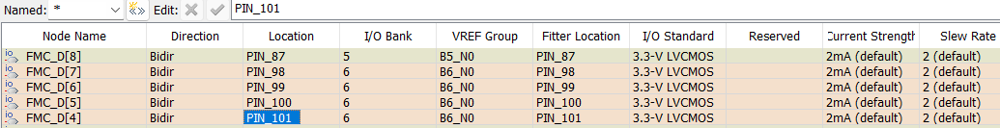 Named: * «» Edit: PIN_101
Node Name Direction Location I/O Bank VREF Group Fitter Location I/O Standard Reserved Current Strength Slew Rate
FMC_D[8] Bidir PIN_87 5 B5_N0 PIN_87 3.3-V LVCMOS 2mA (default) 2 (default)
FMC_D[7] Bidir PIN_98 6 B6_N0 PIN_98 3.3-V LVCMOS 2mA (default) 2 (default)
FMC_D[6] Bidir PIN_99 6 B6_N0 PIN_99 3.3-V LVCMOS 2mA (default) 2 (default)
FMC_D[5] Bidir PIN_100 6 B6_N0 PIN_100 3.3-V LVCMOS 2mA (default) 2 (default)
FMC_D[4] Bidir PIN_101 6 B6_N0 PIN_101 3.3-V LVCMOS 2mA (default) 2 (default)